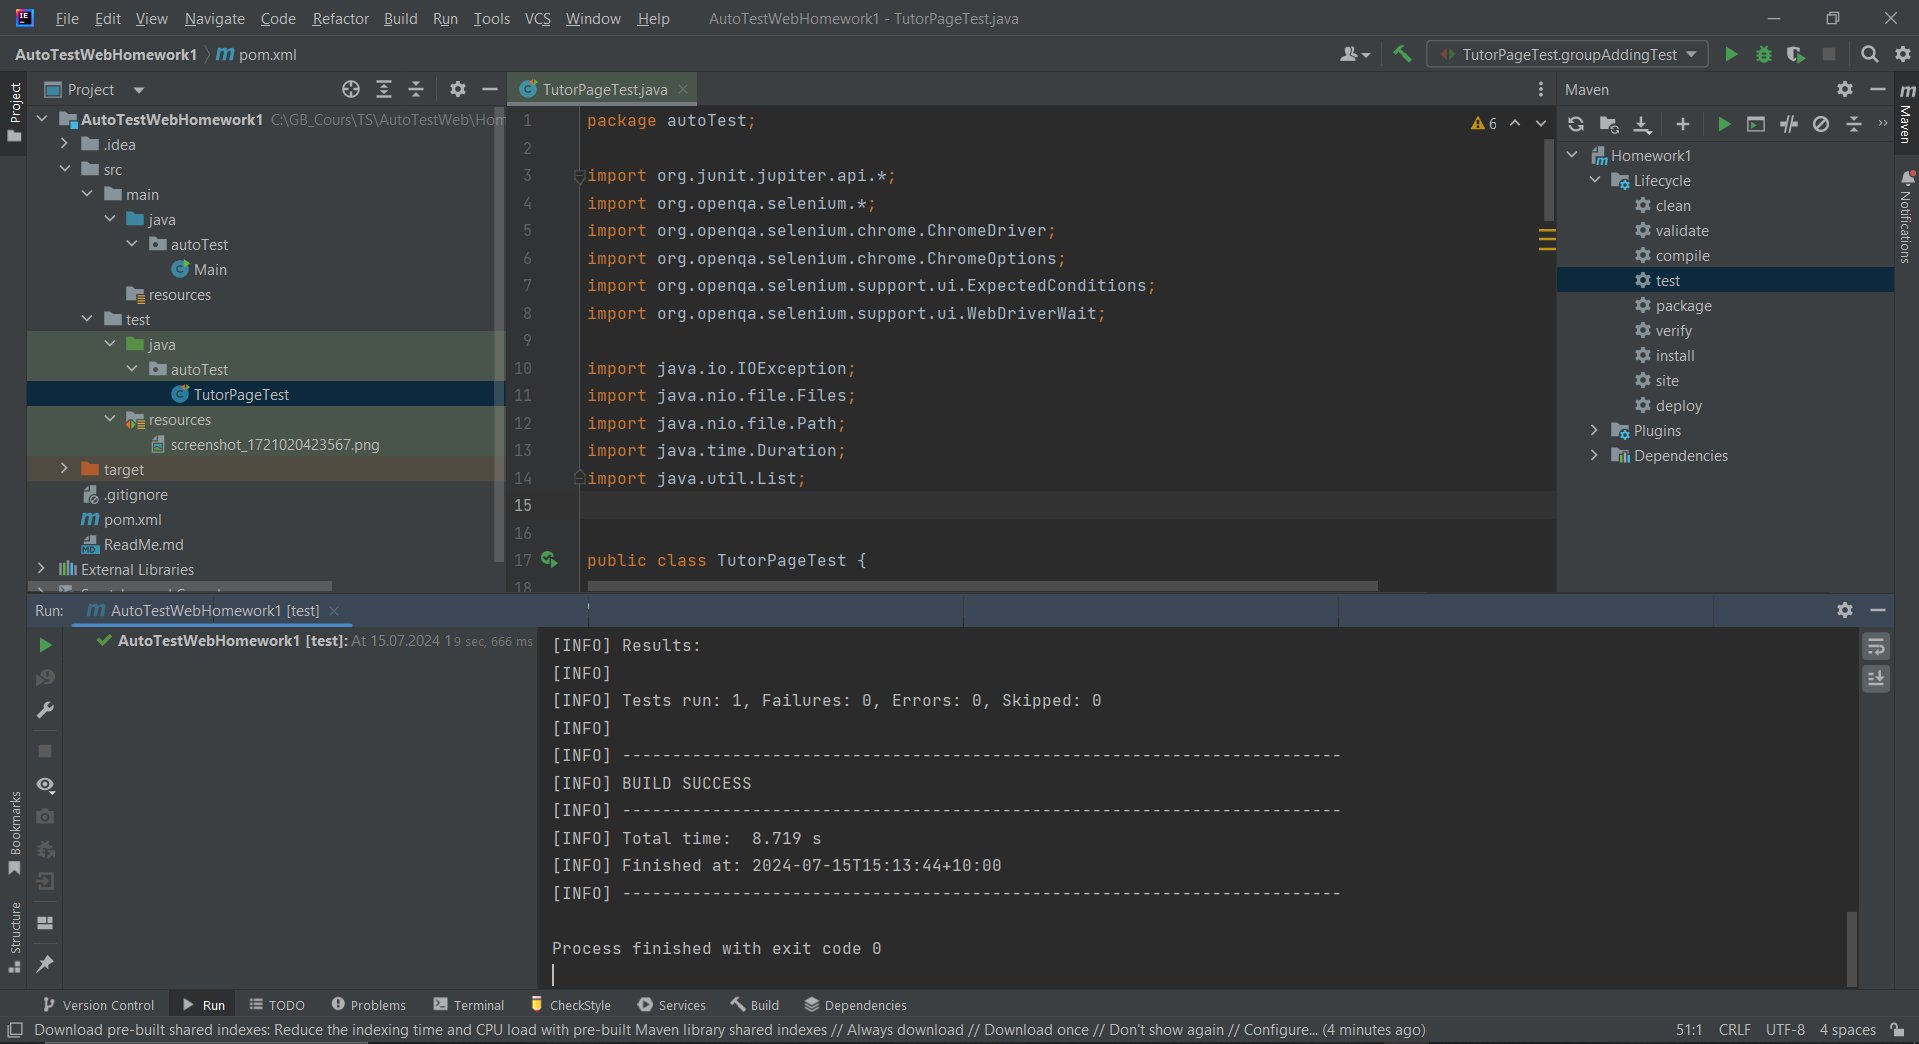 File Edit View Navigate Code Refactor Build Run Tools VCS Window Help AutoTestWebHomework1 - TutorPageTest.java
AutoTestWebHomework1 pom.xml
TutorPageTest.groupAddingTest
Project
Project
AutoTestWebHomework1 C:\GB_Cours\TS\AutoTestWeb\Hom
.idea
src
main
java
autoTest
Main
resources
test
java
autoTest
TutorPageTest
resources
screenshot_1721020423567.png
target
.gitignore
pom.xml
ReadMe.md
External Libraries
TutorPageTest.java
6
1 package autoTest;
2
3 import org.junit.jupiter.api.*;
4 import org.openqa.selenium.*;
5 import org.openqa.selenium.chrome.ChromeDriver;
6 import org.openqa.selenium.chrome.ChromeOptions;
7 import org.openqa.selenium.support.ui.ExpectedConditions;
8 import org.openqa.selenium.support.ui.WebDriverWait;
9
10 import java.io.IOException;
11 import java.nio.file.Files;
12 import java.nio.file.Path;
13 import java.time.Duration;
14 import java.util.List;
15
16
17 public class TutorPageTest {
18
Maven
Homework1
Lifecycle
clean
validate
compile
test
package
verify
install
site
deploy
Plugins
Dependencies
Maven
Notifications
Run: AutoTestWebHomework1 [test]
AutoTestWebHomework1 [test]: At 15.07.2024 1 9 sec, 666 ms
[INFO] Results:
[INFO]
[INFO] Tests run: 1, Failures: 0, Errors: 0, Skipped: 0
[INFO]
[INFO] ------------------------------------------------------------------------
[INFO] BUILD SUCCESS
[INFO] ------------------------------------------------------------------------
[INFO] Total time:  8.719 s
[INFO] Finished at: 2024-07-15T15:13:44+10:00
[INFO] ------------------------------------------------------------------------
Process finished with exit code 0
Bookmarks
Structure
Version Control Run TODO Problems Terminal CheckStyle Services Build Dependencies
Download pre-built shared indexes: Reduce the indexing time and CPU load with pre-built Maven library shared indexes // Always download // Download once // Don't show again // Configure... (4 minutes ago) 51:1 CRLF UTF-8 4 spaces